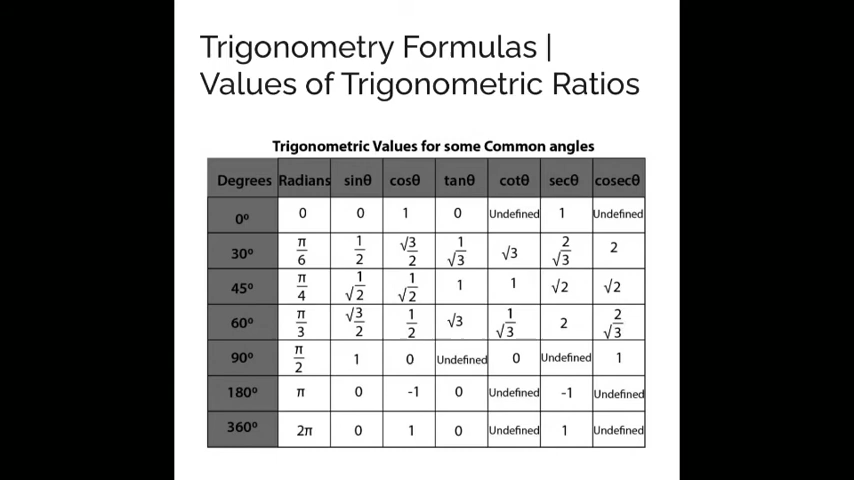 Trigonometry Formulas |
Values of Trigonometric Ratios
Trigonometric Values for some Common angles
Degrees Radians sinθ cosθ tanθ cotθ secθ cosecθ
0º 0 0 1 0 Undefined 1 Undefined
30º π/6 1/2 √3/2 1/√3 √3 2/√3 2
45º π/4 1/√2 1/√2 1 1 √2 √2
60º π/3 √3/2 1/2 √3 1/√3 2 2/√3
90º π/2 1 0 Undefined 0 Undefined 1
180º π 0 -1 0 Undefined -1 Undefined
360º 2π 0 1 0 Undefined 1 Undefined